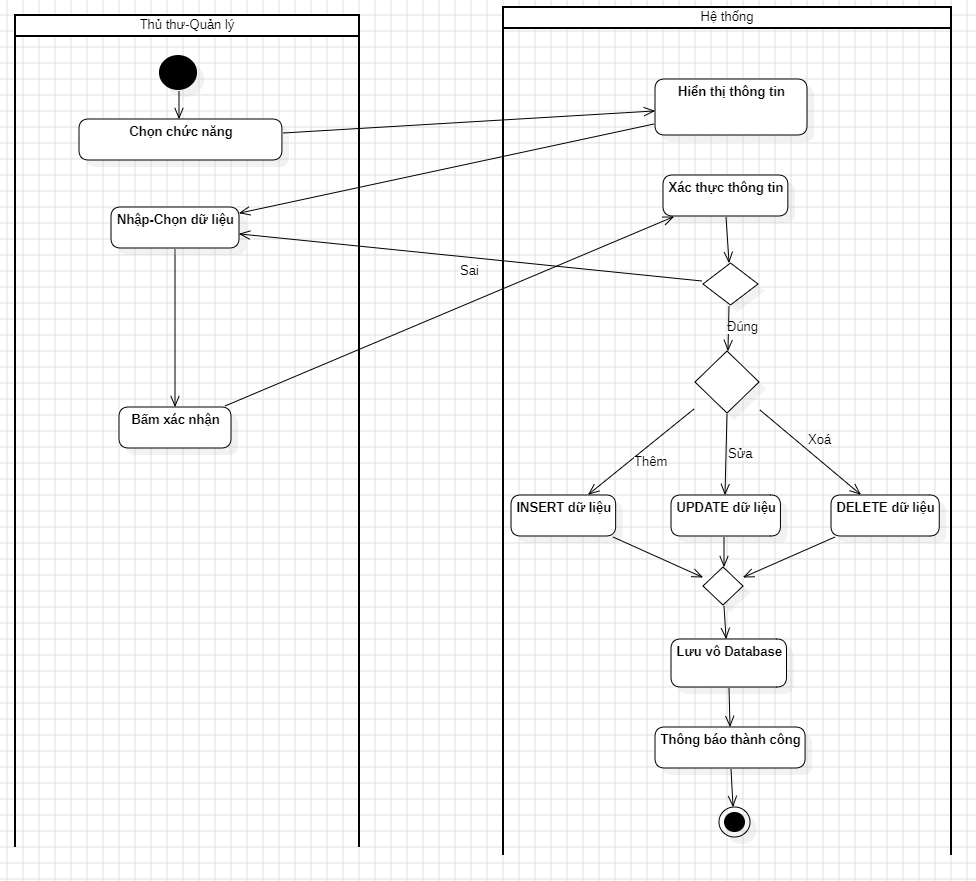 Thủ thư-Quản lý
Hệ thống
Chọn chức năng
Hiển thị thông tin
Xác thực thông tin
Nhập-Chọn dữ liệu
Sai
Đúng
Bấm xác nhận
Thêm
Sửa
Xoá
INSERT dữ liệu
UPDATE dữ liệu
DELETE dữ liệu
Lưu vô Database
Thông báo thành công